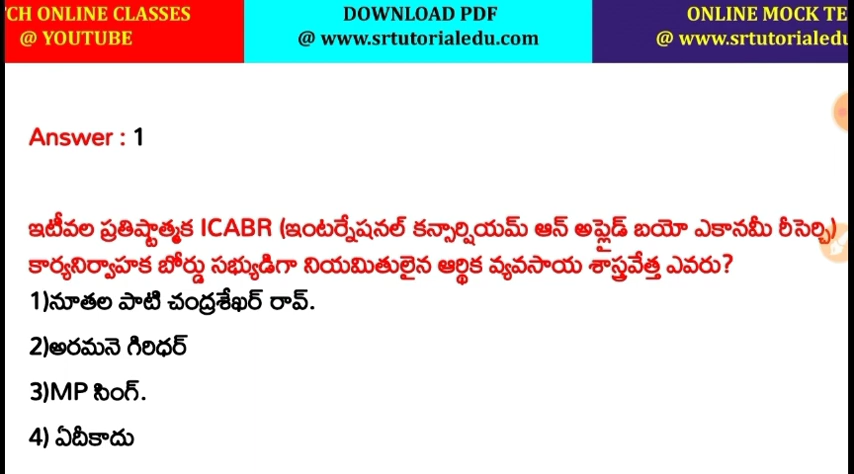 CH ONLINE CLASSES
@ YOUTUBE
DOWNLOAD PDF
@ www.srtutorialedu.com
ONLINE MOCK TE
@ www.srtutorialedu
Answer : 1
ఇటీవల ప్రతిష్టాత్మక ICABR (ఇంటర్నేషనల్ కన్సార్షియమ్ ఆన్ అప్లైడ్ బయో ఎకానమీ రీసెర్చి)
కార్యనిర్వాహక బోర్డు సభ్యుడిగా నియమితులైన ఆర్థిక వ్యవసాయ శాస్త్రవేత్త ఎవరు?
1)నూతల పాటి చంద్రశేఖర్ రావ్.
2)అరమనె గిరిధర్
3)MP సింగ్.
4) ఏదీకాదు